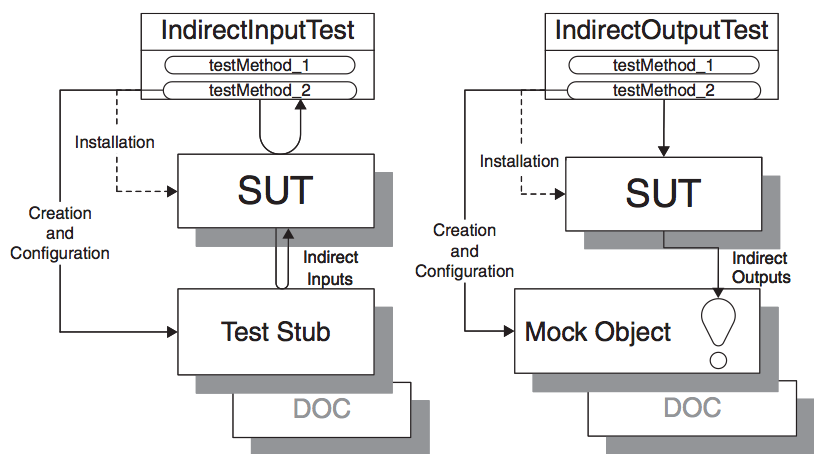 IndirectInputTest
testMethod_1
testMethod_2
Installation
SUT
Creation
and
Configuration
Indirect
Inputs
Test Stub
DOC
IndirectOutputTest
testMethod_1
testMethod_2
Installation
SUT
Creation
and
Configuration
Indirect
Outputs
Mock Object
DOC